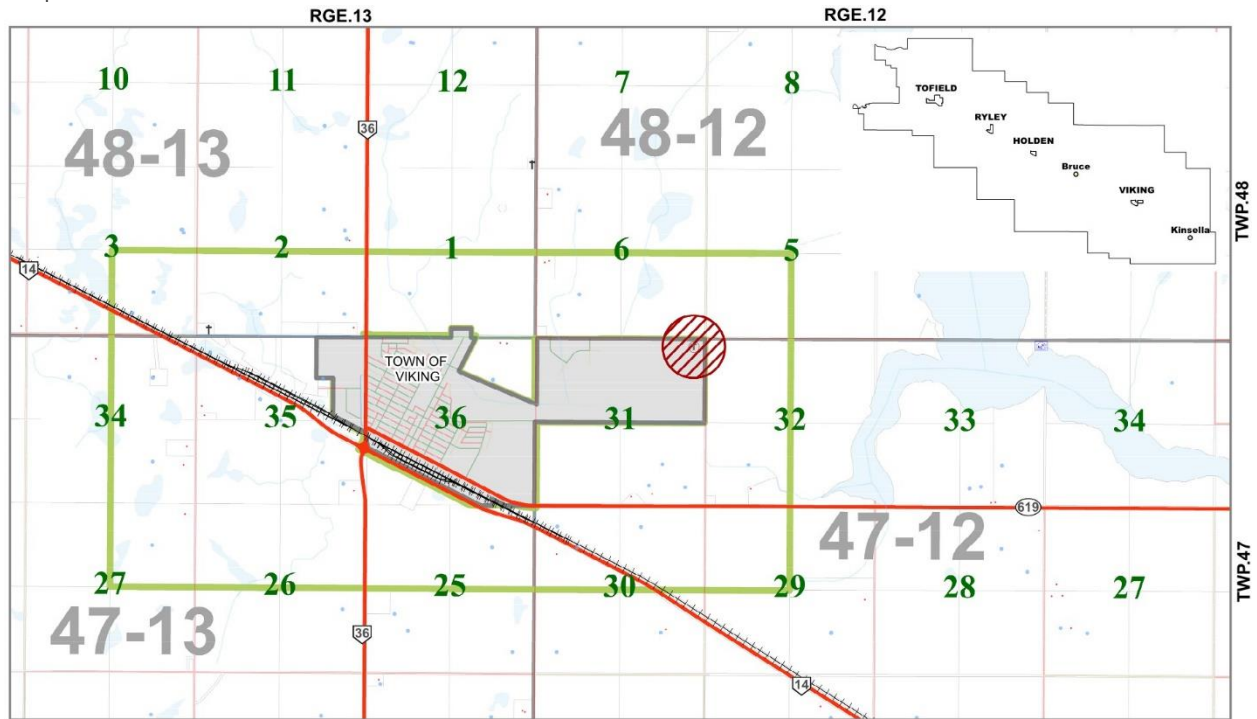 RGE.13
RGE.12
10
11
12
7
8
48-13
36
48-12
TOFIELD
RYLEY
HOLDEN
Bruce
VIKING
Kinsella
TWP.48
3
2
1
6
5
14
TOWN OF
VIKING
34
35
36
31
32
33
34
619
47-12
27
26
25
30
29
28
27
TWP.47
47-13
36
14